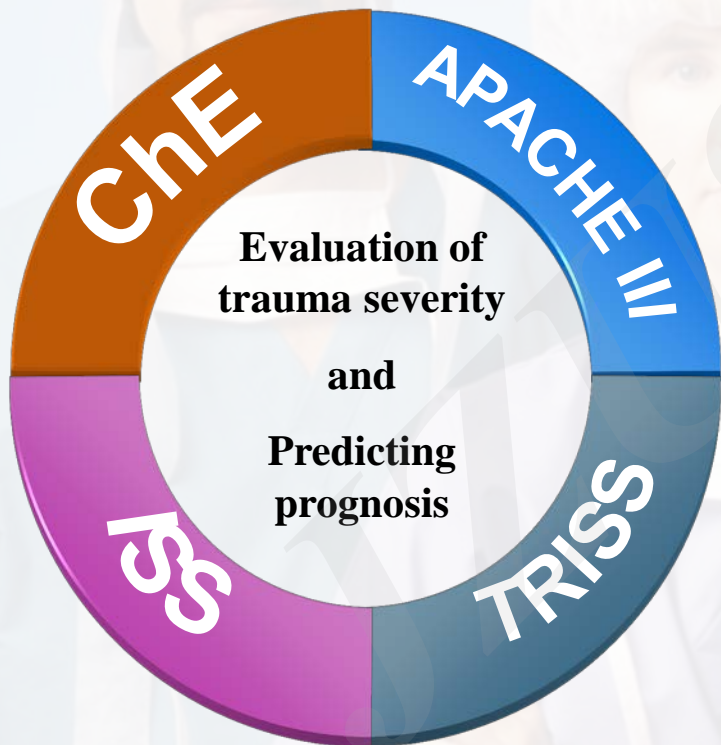 ChE
APACHE III
Evaluation of
trauma severity
and
Predicting
prognosis
ISS
TRISS